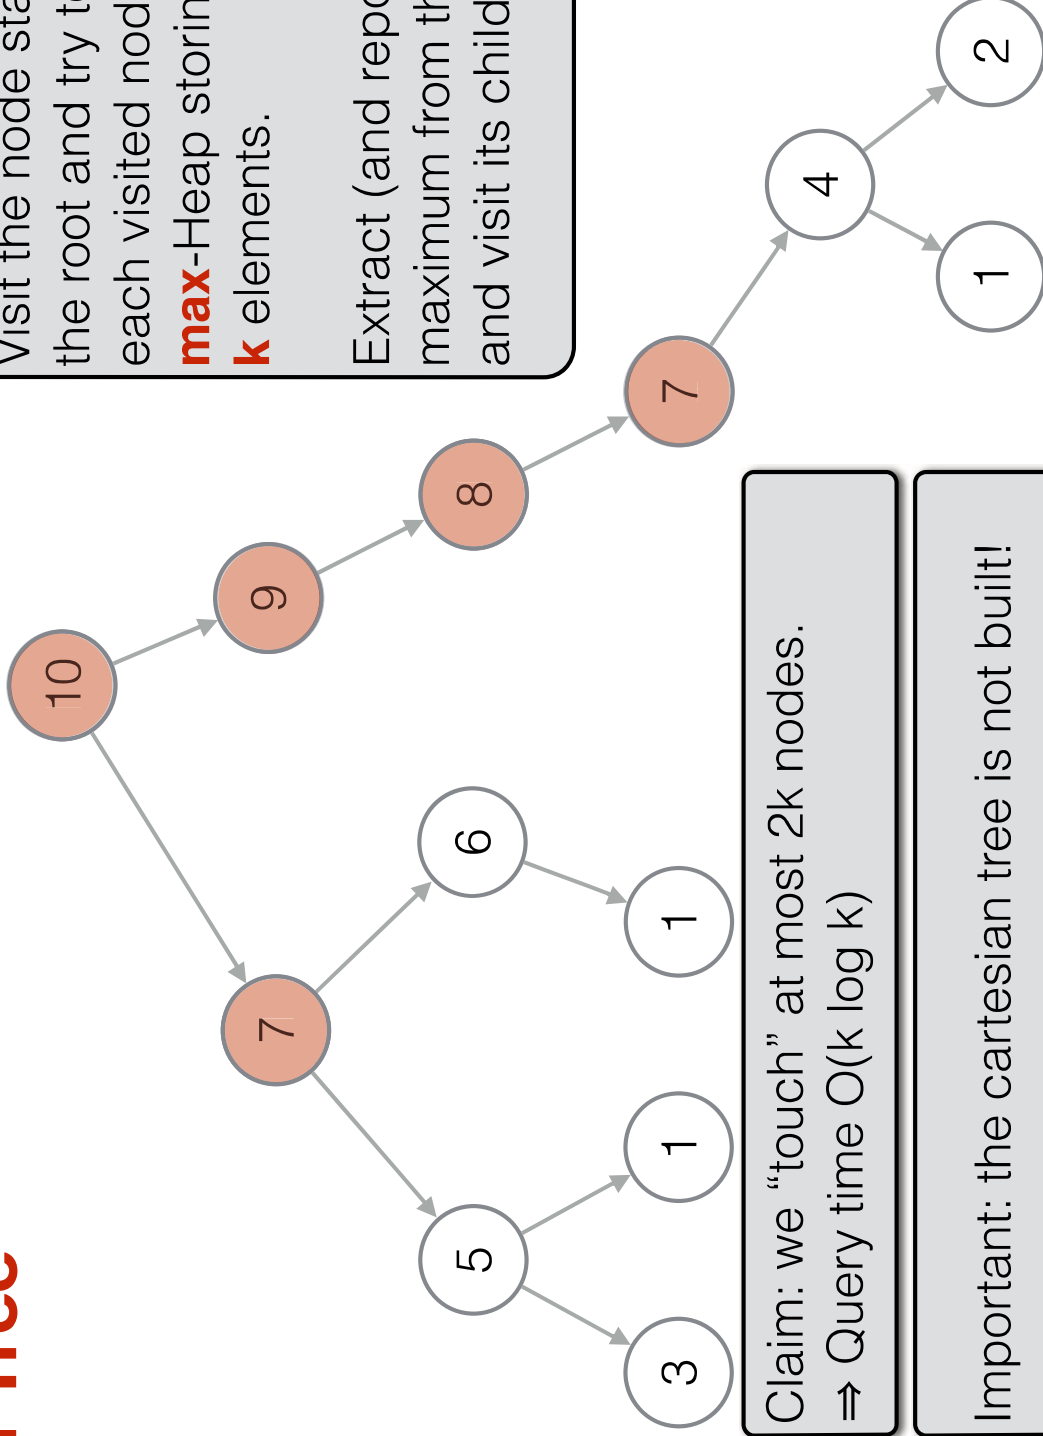 Visit the node sta
the root and try to
each visited nod
max-Heap storin
k elements.
Extract (and repo
maximum from th
and visit its child
10
7 9
5 6 8
3 1 1 7
4
1 2
Claim: we “touch” at most 2k nodes.
⇒ Query time O(k log k)
Important: the cartesian tree is not built!